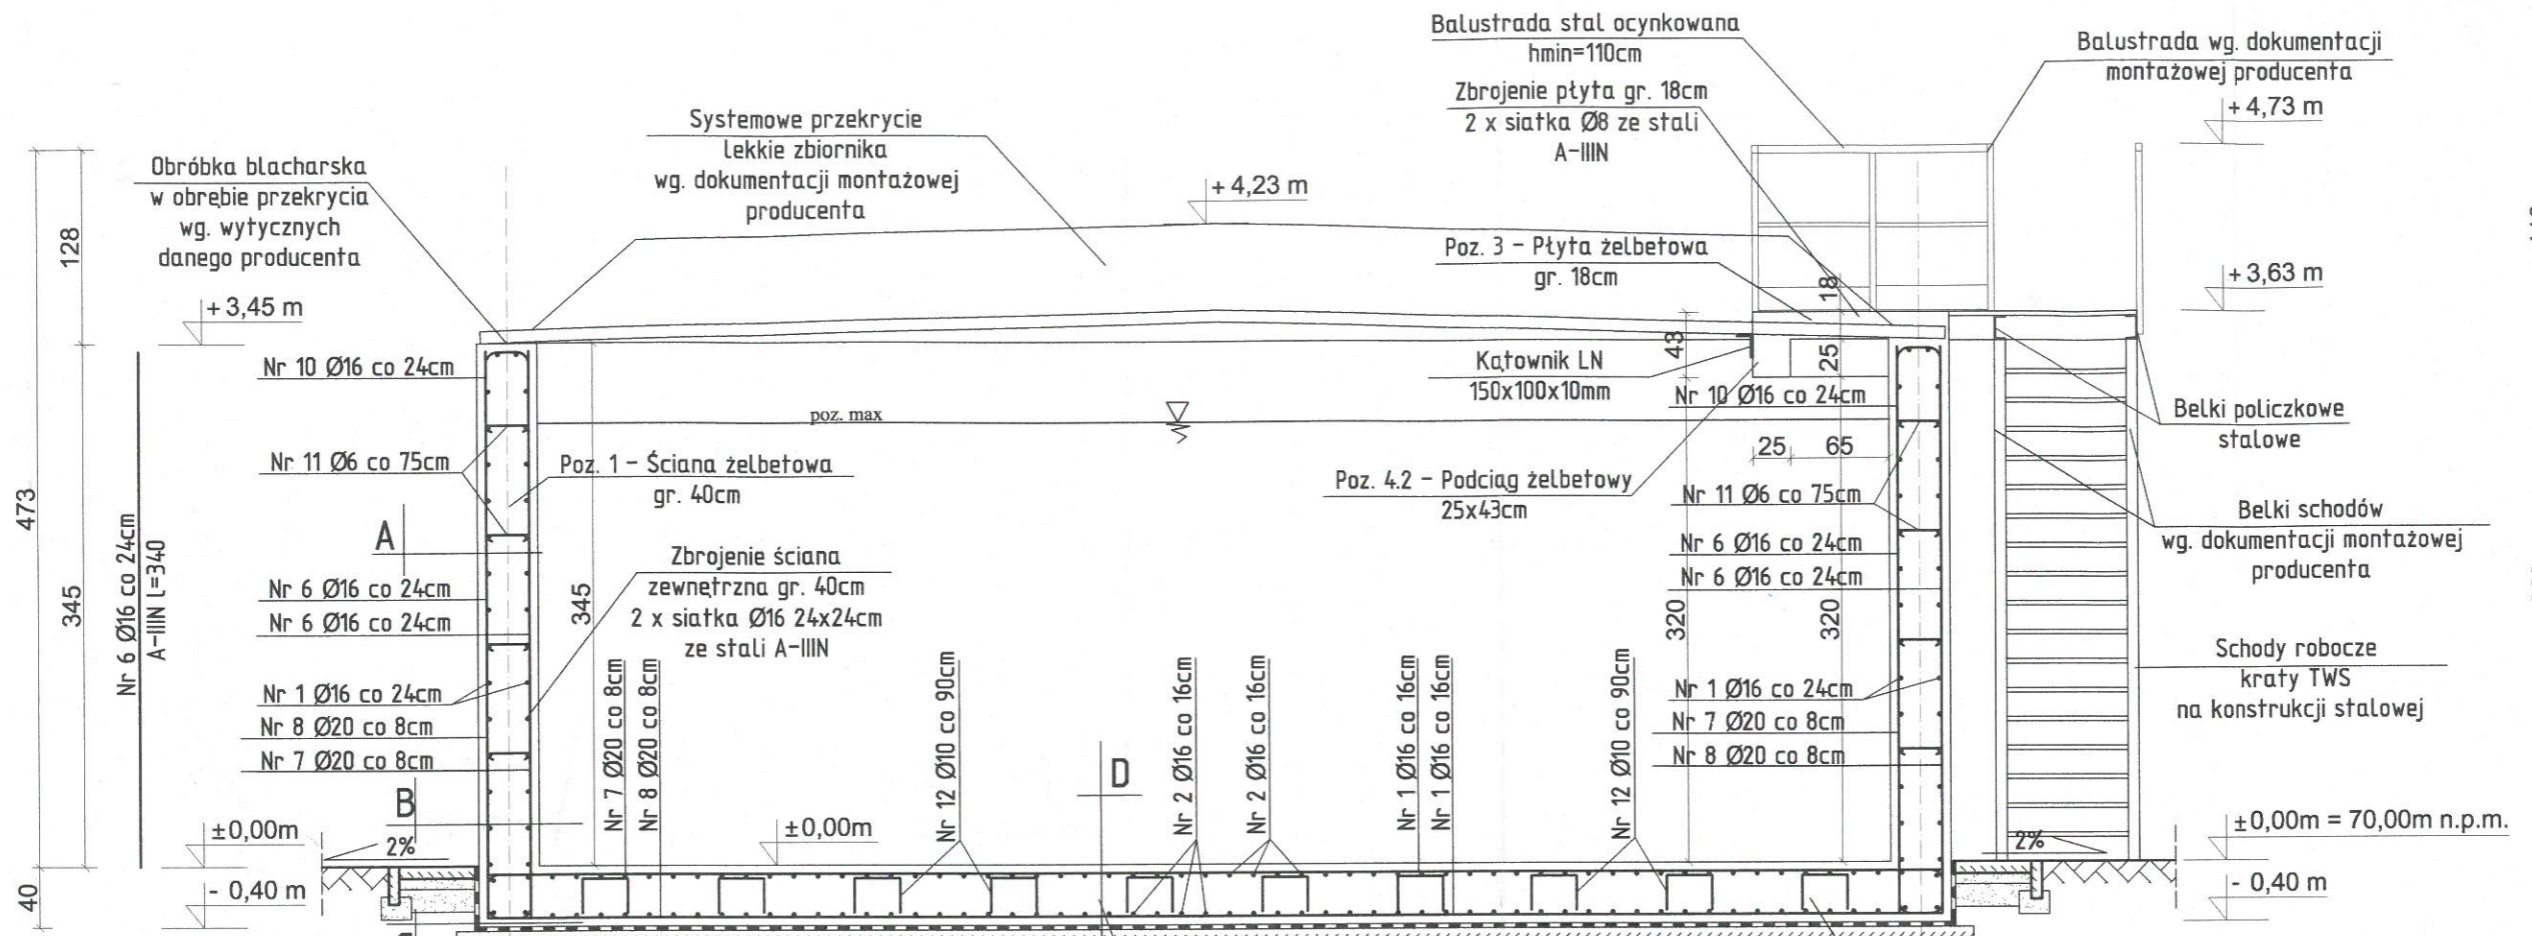 Balustrada stal ocynkowana
hmin=110cm
Balustrada wg. dokumentacji
montażowej producenta
Zbrojenie płyta gr. 18cm
2 x siatka Ø8 ze stali
A-IIIN
+ 4,73 m
Systemowe przekrycie
lekkie zbiornika
wg. dokumentacji montażowej
producenta
Obróbka blacharska
w obrębie przekrycia
wg. wytycznych
danego producenta
+ 4,23 m
128
Poz. 3 - Płyta żelbetowa
gr. 18cm
18
+ 3,63 m
+ 3,45 m
43
25
Kątownik LN
150x100x10mm
Nr 10 Ø16 co 24cm
Nr 10 Ø16 co 24cm
poz. max
Belki policzkowe
stalowe
25
65
Nr 11 Ø6 co 75cm
Poz. 1 - Ściana żelbetowa
gr. 40cm
Poz. 4.2 - Podciąg żelbetowy
25x43cm
Nr 11 Ø6 co 75cm
473
345
Nr 6 Ø16 co 24cm
A-IIIN L=340
A
345
Zbrojenie ściana
zewnętrzna gr. 40cm
2 x siatka Ø16 24x24cm
ze stali A-IIIN
Belki schodów
wg. dokumentacji montażowej
producenta
Nr 6 Ø16 co 24cm
Nr 6 Ø16 co 24cm
Nr 6 Ø16 co 24cm
Nr 6 Ø16 co 24cm
320
320
Schody robocze
kraty TWS
na konstrukcji stalowej
Nr 1 Ø16 co 24cm
Nr 8 Ø20 co 8cm
Nr 7 Ø20 co 8cm
Nr 7 Ø20 co 8cm
Nr 8 Ø20 co 8cm
Nr 12 Ø10 co 90cm
Nr 2 Ø16 co 16cm
Nr 2 Ø16 co 16cm
Nr 1 Ø16 co 16cm
Nr 1 Ø16 co 16cm
Nr 12 Ø10 co 90cm
Nr 1 Ø16 co 24cm
Nr 7 Ø20 co 8cm
Nr 8 Ø20 co 8cm
D
B
±0,00m
2%
±0,00m
2%
±0,00m = 70,00m n.p.m.
40
- 0,40 m
- 0,40 m